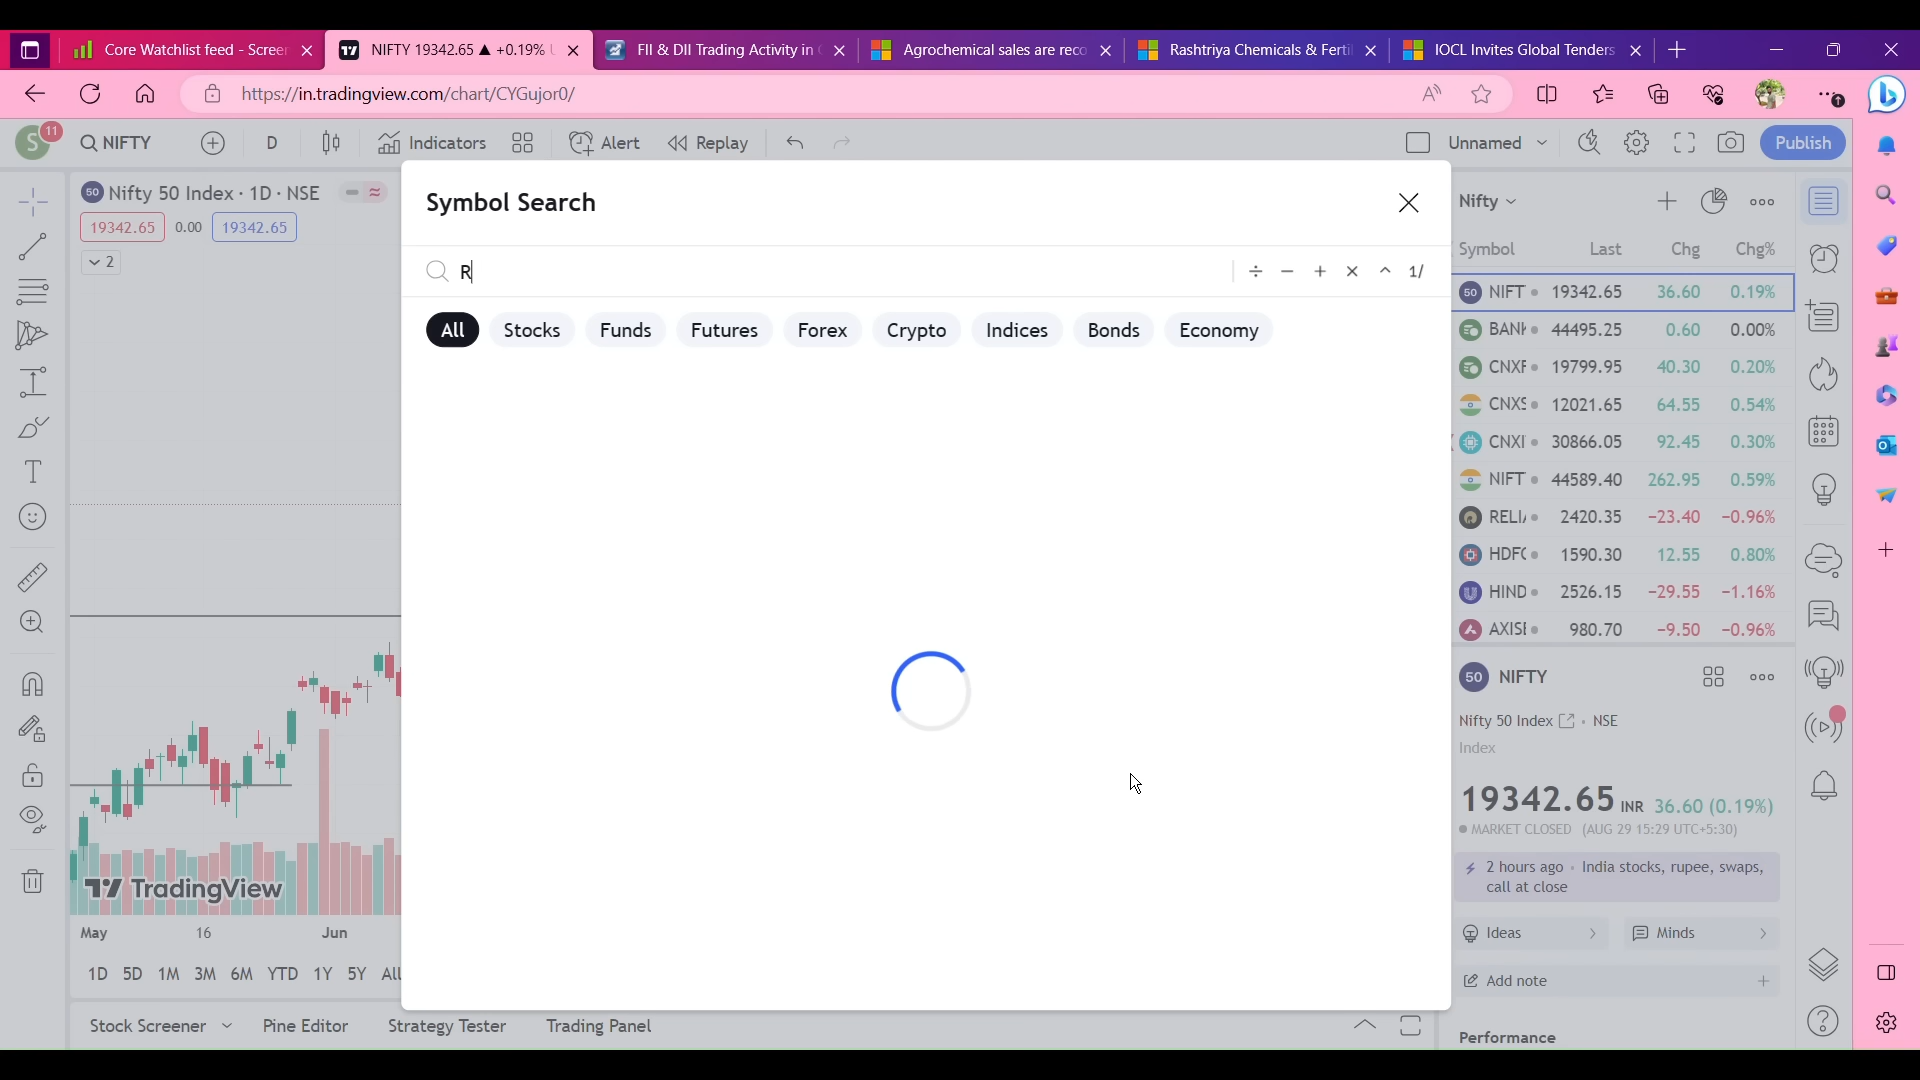 Core Watchlist feed - Screen
NIFTY 19342.65 ▲ +0.19%
FII & DII Trading Activity in
Agrochemical sales are reco
Rashtriya Chemicals & Ferti
IOCL Invites Global Tenders
https://in.tradingview.com/chart/CYGujor0/
S
11
NIFTY
D
Indicators
Alert
Replay
Unnamed
Publish
50 Nifty 50 Index · 1D · NSE
19342.65 0.00 19342.65
2
Symbol Search
R
÷ − + × ^ 1/
All Stocks Funds Futures Forex Crypto Indices Bonds Economy
Nifty
Symbol Last Chg Chg%
50 NIFT 19342.65 36.60 0.19%
BANK 44495.25 0.60 0.00%
CNXF 19799.95 40.30 0.20%
CNXS 12021.65 64.55 0.54%
CNXI 30866.05 92.45 0.30%
NIFT 44589.40 262.95 0.59%
RELI 2420.35 −23.40 −0.96%
HDFC 1590.30 12.55 0.80%
HIND 2526.15 −29.55 −1.16%
AXISI 980.70 −9.50 −0.96%
50 NIFTY
Nifty 50 Index · NSE
Index
19342.65 INR 36.60 (0.19%)
MARKET CLOSED (AUG 29 15:29 UTC+5:30)
2 hours ago · India stocks, rupee, swaps,
call at close
Ideas
Minds
Add note
Performance
TradingView
May 16 Jun
1D 5D 1M 3M 6M YTD 1Y 5Y All
Stock Screener Pine Editor Strategy Tester Trading Panel